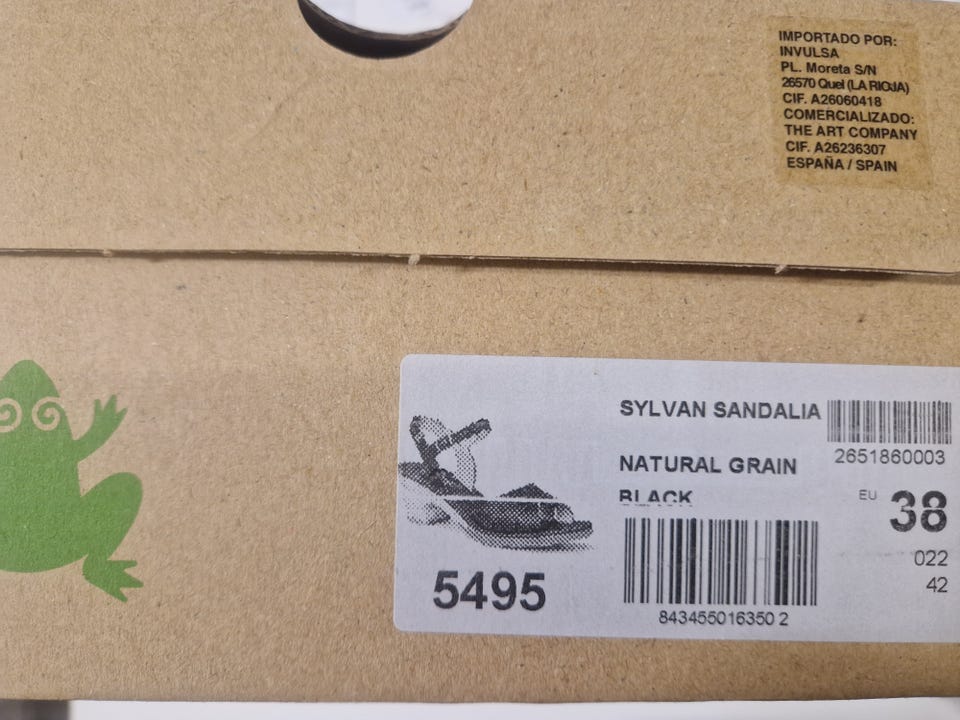 IMPORTADO POR:
INVULSA
PL. Moreta S/N
26570 Quel (LA RIOJA)
CIF. A26060418
COMERCIALIZADO:
THE ART COMPANY
CIF. A26236307
ESPAÑA / SPAIN
SYLVAN SANDALIA
2651860003
NATURAL GRAIN
BLACK
EU 38
022
42
5495
843455016350 2